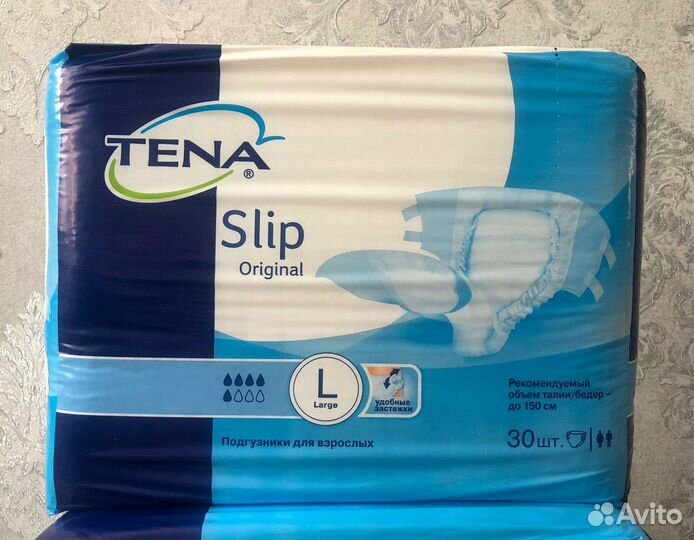 TENA®
Slip
Original
L
Large
удобные
застежки
Рекомендуемый
объем талии/бедер –
до 150 см
Подгузники для взрослых
30 шт.
Avito